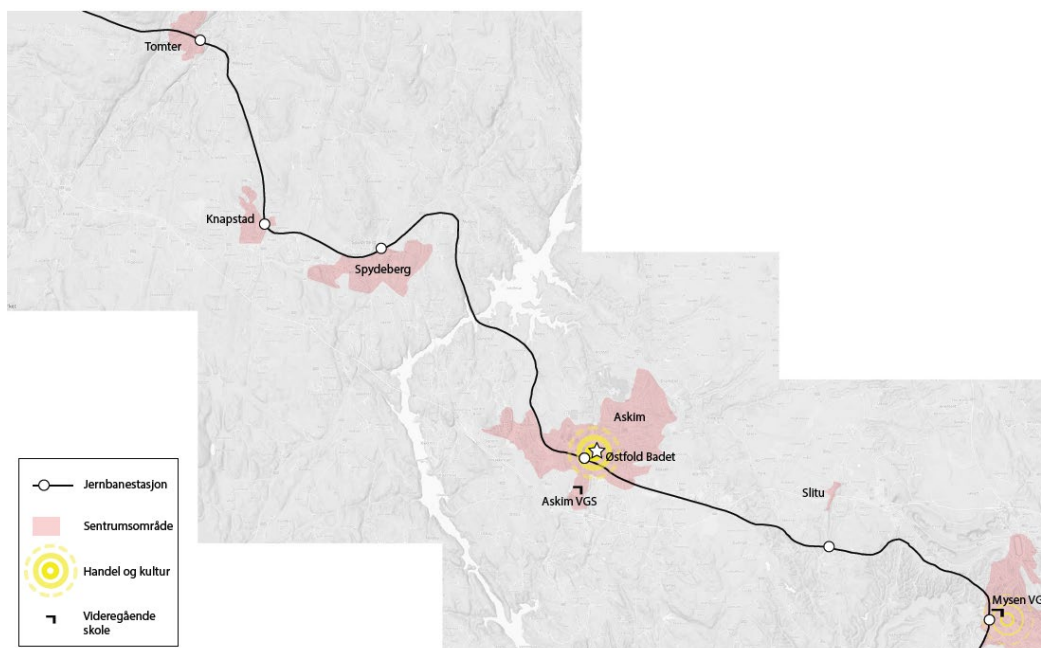 Tomter
Knapstad
Spydeberg
Askim
Østfold Badet
Askim VGS
Slitu
Mysen VG
Jernbanestasjon
Sentrumsområde
Handel og kultur
Videregående
skole